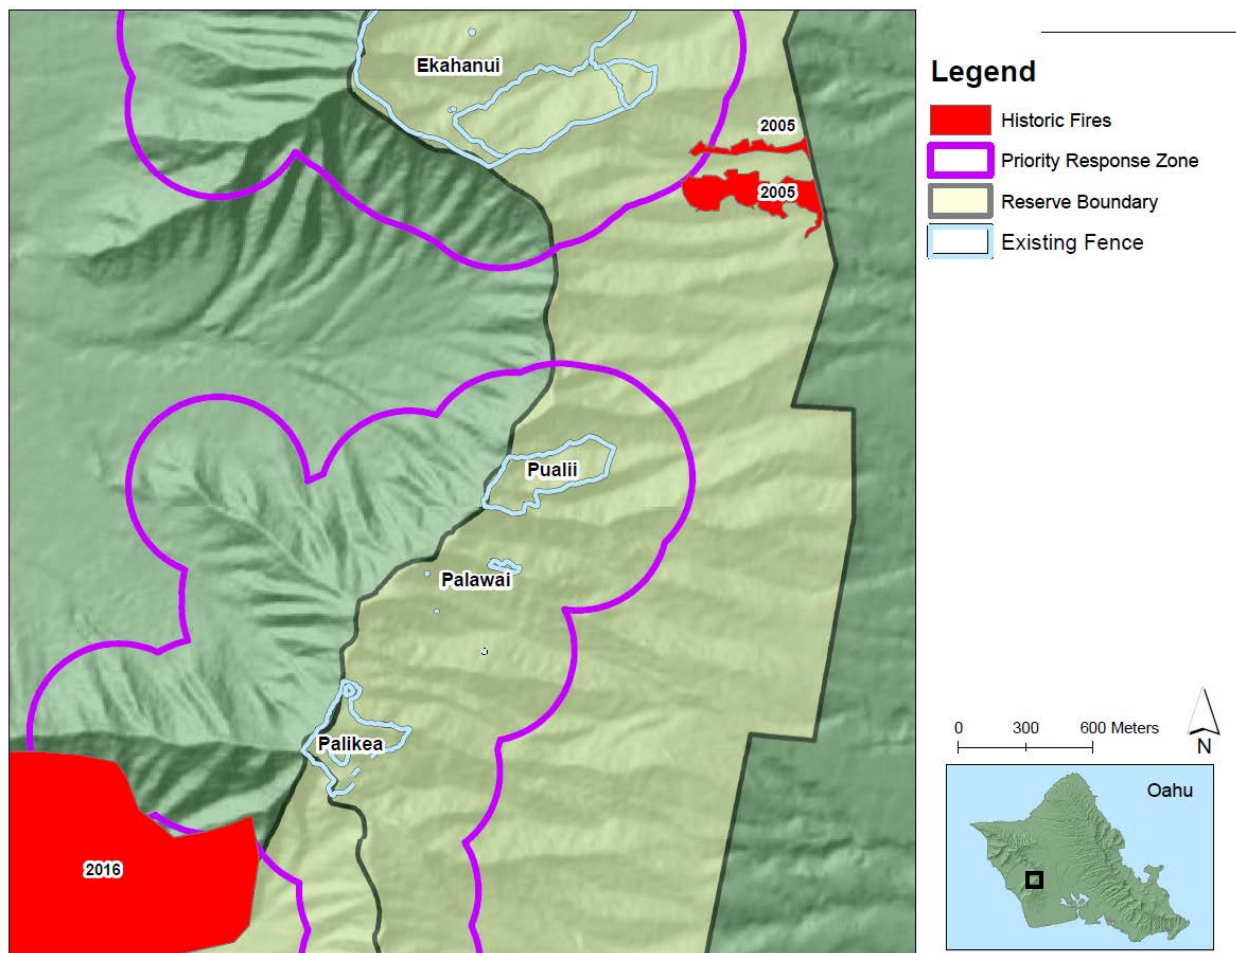 Ekahanui
2005
2005
Pualii
Palawai
Palikea
2016
Legend
Historic Fires
Priority Response Zone
Reserve Boundary
Existing Fence
0 300 600 Meters
N
Oahu